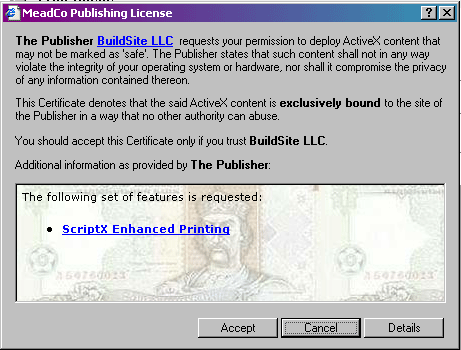 MeadCo Publishing License
The Publisher BuildSite LLC requests your permission to deploy ActiveX content that
may not be marked as 'safe'. The Publisher states that such content shall not in any way
violate the integrity of your operating system or hardware, nor shall it compromise the privacy
of any information contained thereon.
This Certificate denotes that the said ActiveX content is exclusively bound to the site of
the Publisher in a way that no other authority can abuse.
You should accept this Certificate only if you trust BuildSite LLC.
Additional information as provided by The Publisher:
The following set of features is requested:
• ScriptX Enhanced Printing
Accept Cancel Details